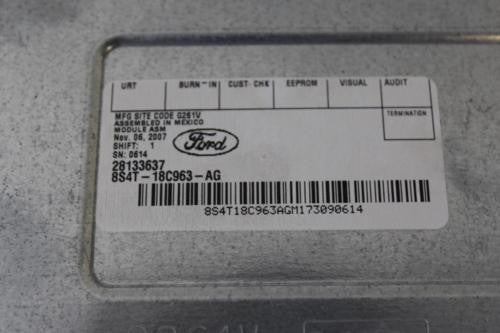 URT BURN-IN CUST-CHK EEPROM VISUAL AUDIT
TERMINATION
MFG SITE CODE G261V
ASSEMBLED IN MEXICO
MODULE ASM
Nov. 06, 2007
SHIFT: 1
SN: 0614
Ford
28133637
8S4T-18C963-AG
8S4T18C963AGM173090614